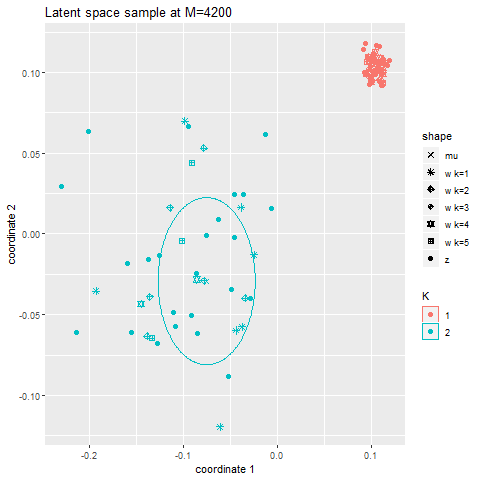 Latent space sample at M=4200
0.10
0.05
0.00
-0.05
-0.10
coordinate 2
-0.2
-0.1
0.0
0.1
coordinate 1
shape
mu
w k=1
w k=2
w k=3
w k=4
w k=5
z
K
1
2